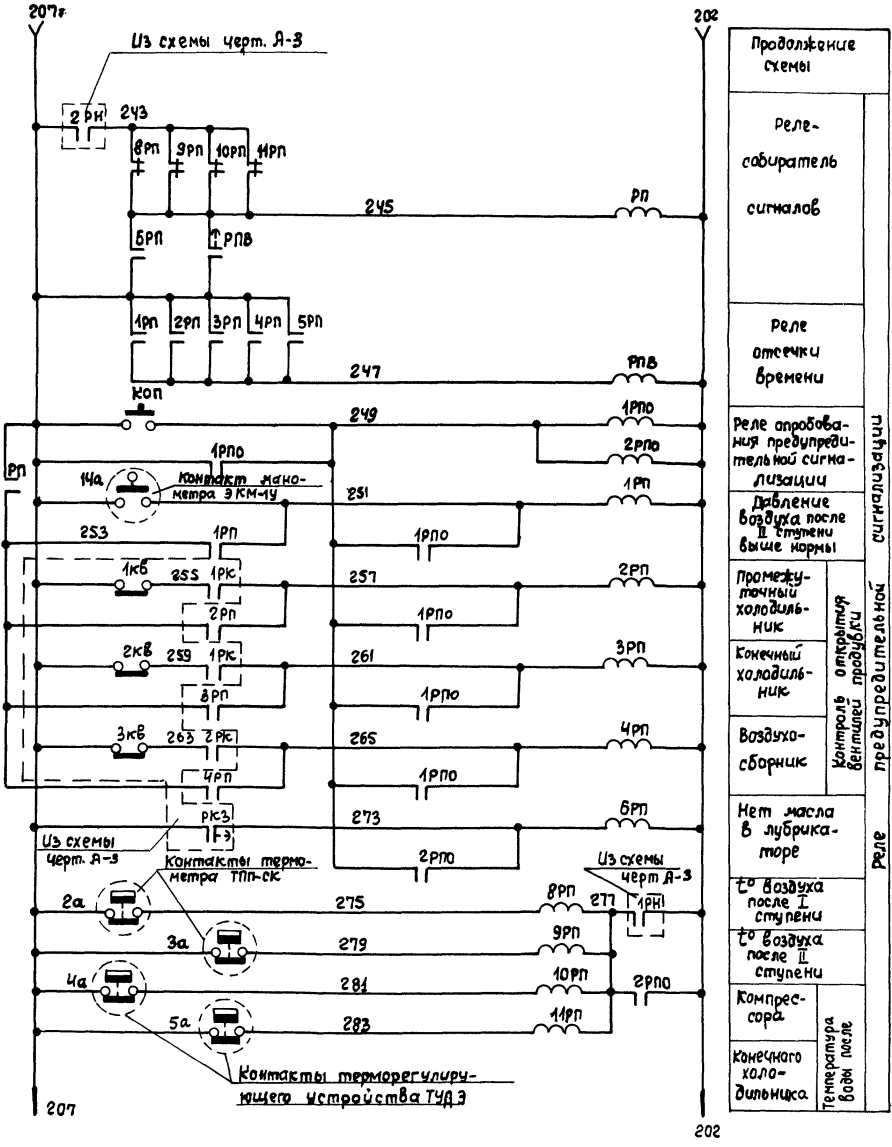 207г
202
Из схемы черт. А-3
2 РН
243
8РП
9РП
10РП
11РП
245
РП
6РП
РПВ
1РП
2РП
3РП
4РП
5РП
247
РПВ
КОП
249
1РПО
2РПО
1РПО
РП
14а
Контакт мано-
метра ЭКМ-1У
251
1РП
253
1РП
1РПО
1кв
255
1РК
257
2РП
2РП
1РПО
2кв
259
1РК
261
3РП
3РП
1РПО
3кв
263
2РК
265
4РП
4РП
1РПО
РКЗ
Э
273
6РП
2РПО
Из схемы
черт. А-3
Контакты термо-
метра ТПП-СК
Из схемы
черт А-3
2а
275
8РП
277
1РН
3а
279
9РП
4а
281
10РП
2РПО
5а
283
11РП
Контакты терморегулиру-
ющего устройства ТУДЭ
207
202
Продолжение
схемы
Реле-
собиратель
сигналов
Реле
отсечки
времени
Реле опробова-
ния предупреди-
тельной сигна-
лизации
Давление
воздуха после
II ступени
выше нормы
Промежу-
точный
холодиль-
ник
Конечный
холодиль-
ник
Воздухо-
сборник
Контроль открытия
вентилей продувки
Нет масла
в лубрика-
торе
t° воздуха
после I
ступени
t° воздуха
после II
ступени
Компрес-
сора
Конечного
холо-
дильника
Температура
воды после
Реле предупредительной сигнализации